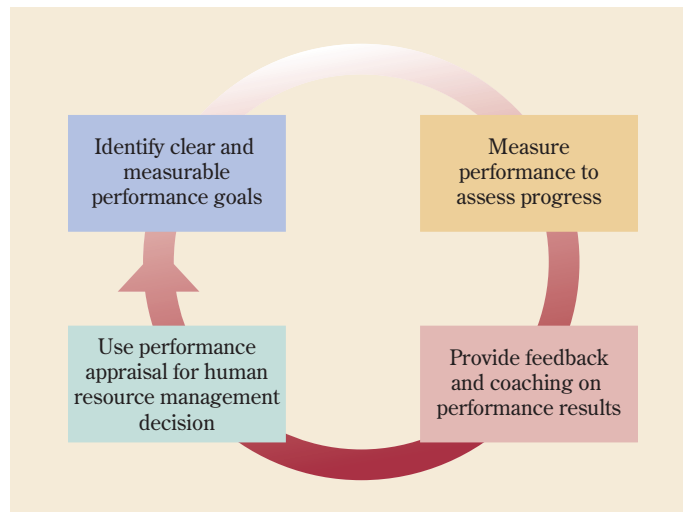 Identify clear and
measurable
performance goals
Measure
performance to
assess progress
Use performance
appraisal for human
resource management
decision
Provide feedback
and coaching on
performance results